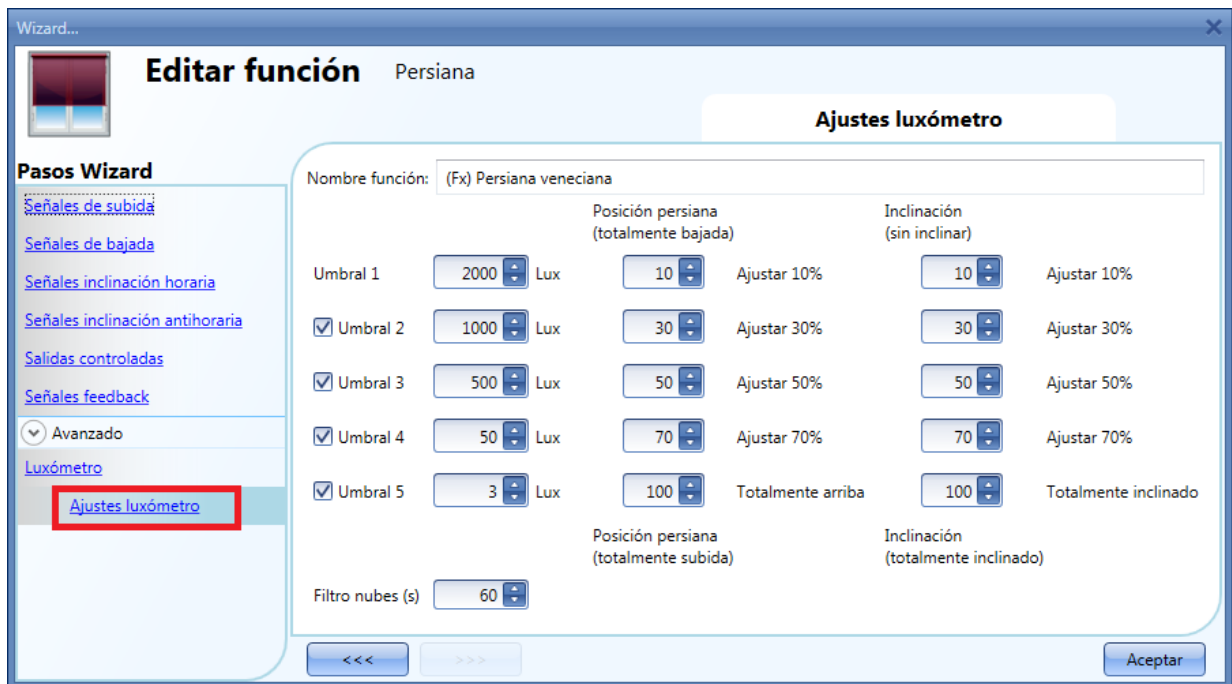 Wizard...
Editar función Persiana
Ajustes luxómetro
Pasos Wizard
Señales de subida
Señales de bajada
Señales inclinación horaria
Señales inclinación antihoraria
Salidas controladas
Señales feedback
Avanzado
Luxómetro
Ajustes luxómetro
Nombre función: (Fx) Persiana veneciana
Posición persiana Inclinación
(totalmente bajada) (sin inclinar)
Umbral 1 2000 Lux 10 Ajustar 10% 10 Ajustar 10%
Umbral 2 1000 Lux 30 Ajustar 30% 30 Ajustar 30%
Umbral 3 500 Lux 50 Ajustar 50% 50 Ajustar 50%
Umbral 4 50 Lux 70 Ajustar 70% 70 Ajustar 70%
Umbral 5 3 Lux 100 Totalmente arriba 100 Totalmente inclinado
Posición persiana Inclinación
(totalmente subida) (totalmente inclinado)
Filtro nubes (s) 60
<<< >>> Aceptar